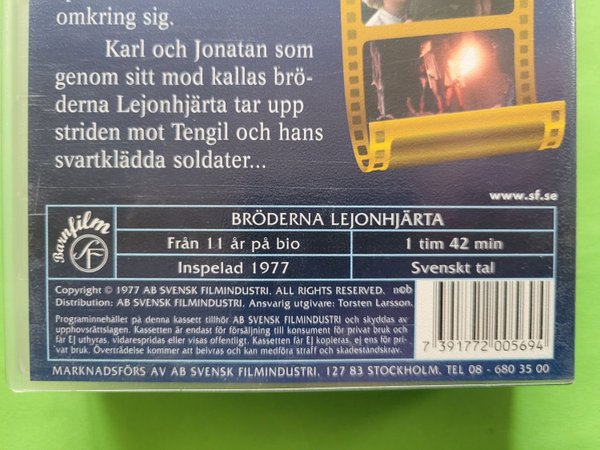 omkring sig.
Karl och Jonatan som
genom sitt mod kallas brö-
derna Lejonhjärta tar upp
striden mot Tengil och hans
svartklädda soldater...
www.sf.se
Barnfilm
SF
BRÖDERNA LEJONHJÄRTA
Från 11 år på bio
1 tim 42 min
Inspelad 1977
Svenskt tal
Copyright © 1977 AB SVENSK FILMINDUSTRI. ALL RIGHTS RESERVED. n©b
Distribution: AB SVENSK FILMINDUSTRI. Ansvarig utgivare: Torsten Larsson.
Programinnehållet på denna kassett tillhör AB SVENSK FILMINDUSTRI och skyddas av
upphovsrättslagen. Kassetten är endast för försäljning till konsument för privat bruk och
får EJ uthyras, vidarespridas eller visas offentligt. Kassetten får EJ kopieras, ej ens för pri-
vat bruk. Överträdelse kommer att beivras och kan medföra straff och skadeståndskrav.
7 391772 005694
MARKNADSFÖRS AV AB SVENSK FILMINDUSTRI. 127 83 STOCKHOLM. TEL 08 - 680 35 00